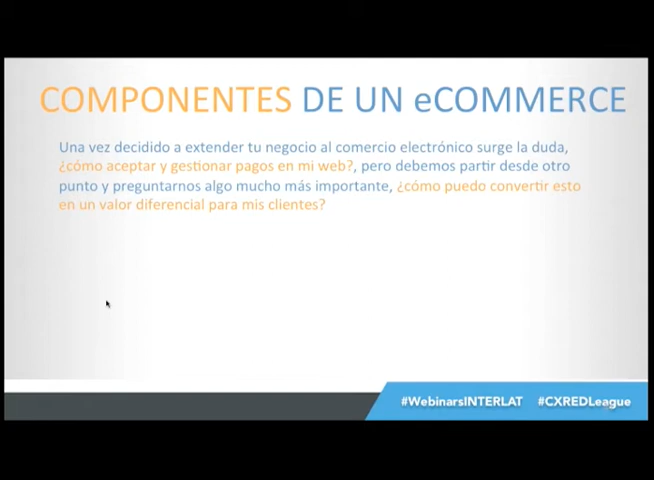 COMPONENTES DE UN eCOMMERCE
Una vez decidido a extender tu negocio al comercio electrónico surge la duda,
¿cómo aceptar y gestionar pagos en mi web?, pero debemos partir desde otro
punto y preguntarnos algo mucho más importante, ¿cómo puedo convertir esto
en un valor diferencial para mis clientes?
#WebinarsINTERLAT #CXREDLeague